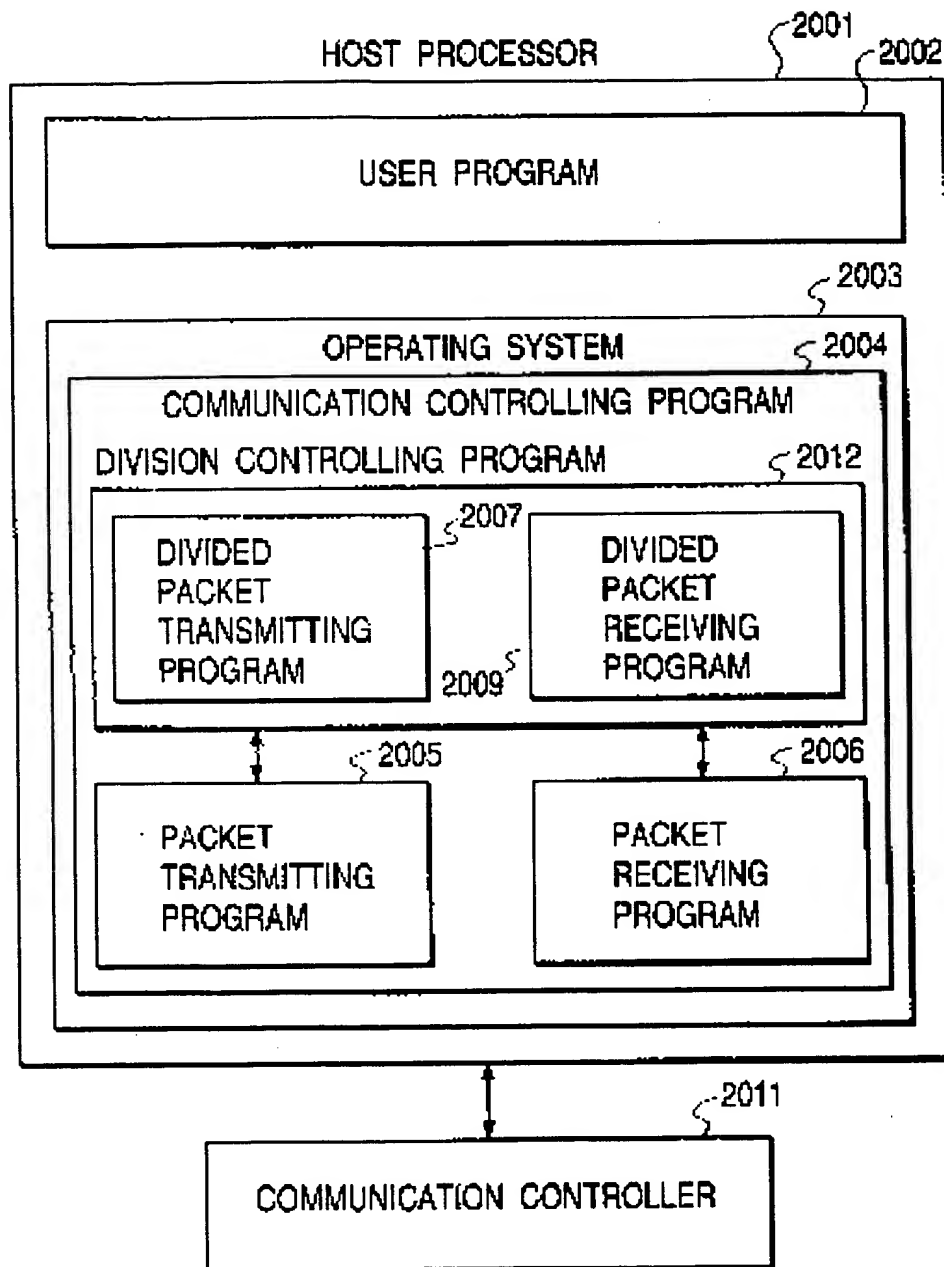 2001
HOST PROCESSOR
2002
USER PROGRAM
2003
OPERATING SYSTEM
2004
COMMUNICATION CONTROLLING PROGRAM
DIVISION CONTROLLING PROGRAM
2012
2007
DIVIDED
PACKET
TRANSMITTING
PROGRAM
DIVIDED
PACKET
RECEIVING
PROGRAM
2009
2005
2006
PACKET
TRANSMITTING
PROGRAM
PACKET
RECEIVING
PROGRAM
2011
COMMUNICATION CONTROLLER